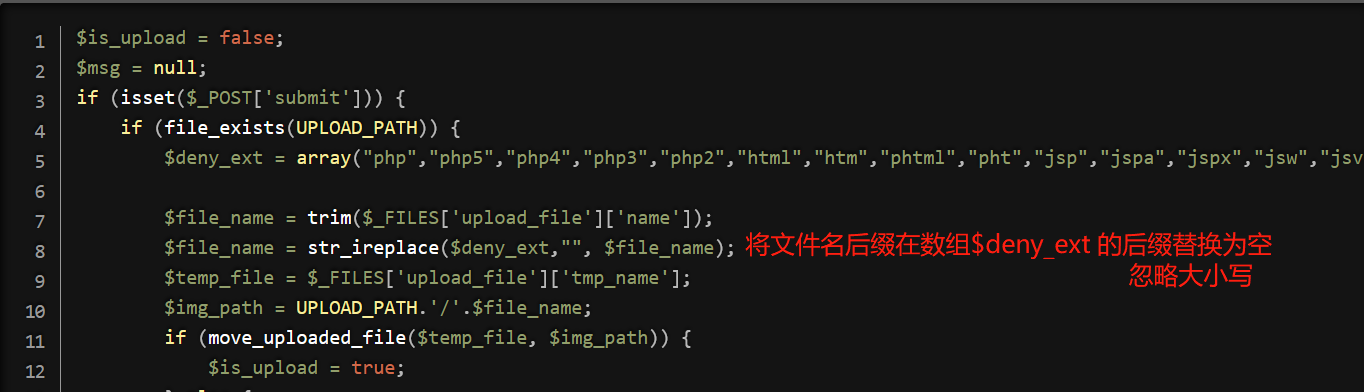 1 $is_upload = false;
2 $msg = null;
3 if (isset($_POST['submit'])) {
4 if (file_exists(UPLOAD_PATH)) {
5 $deny_ext = array("php","php5","php4","php3","php2","html","htm","phtml","pht","jsp","jspa","jspx","jsw","jsv
6
7 $file_name = trim($_FILES['upload_file']['name']);
8 $file_name = str_ireplace($deny_ext,"", $file_name); 将文件名后缀在数组$deny_ext 的后缀替换为空
忽略大小写
9 $temp_file = $_FILES['upload_file']['tmp_name'];
10 $img_path = UPLOAD_PATH.'/'.$file_name;
11 if (move_uploaded_file($temp_file, $img_path)) {
12 $is_upload = true;